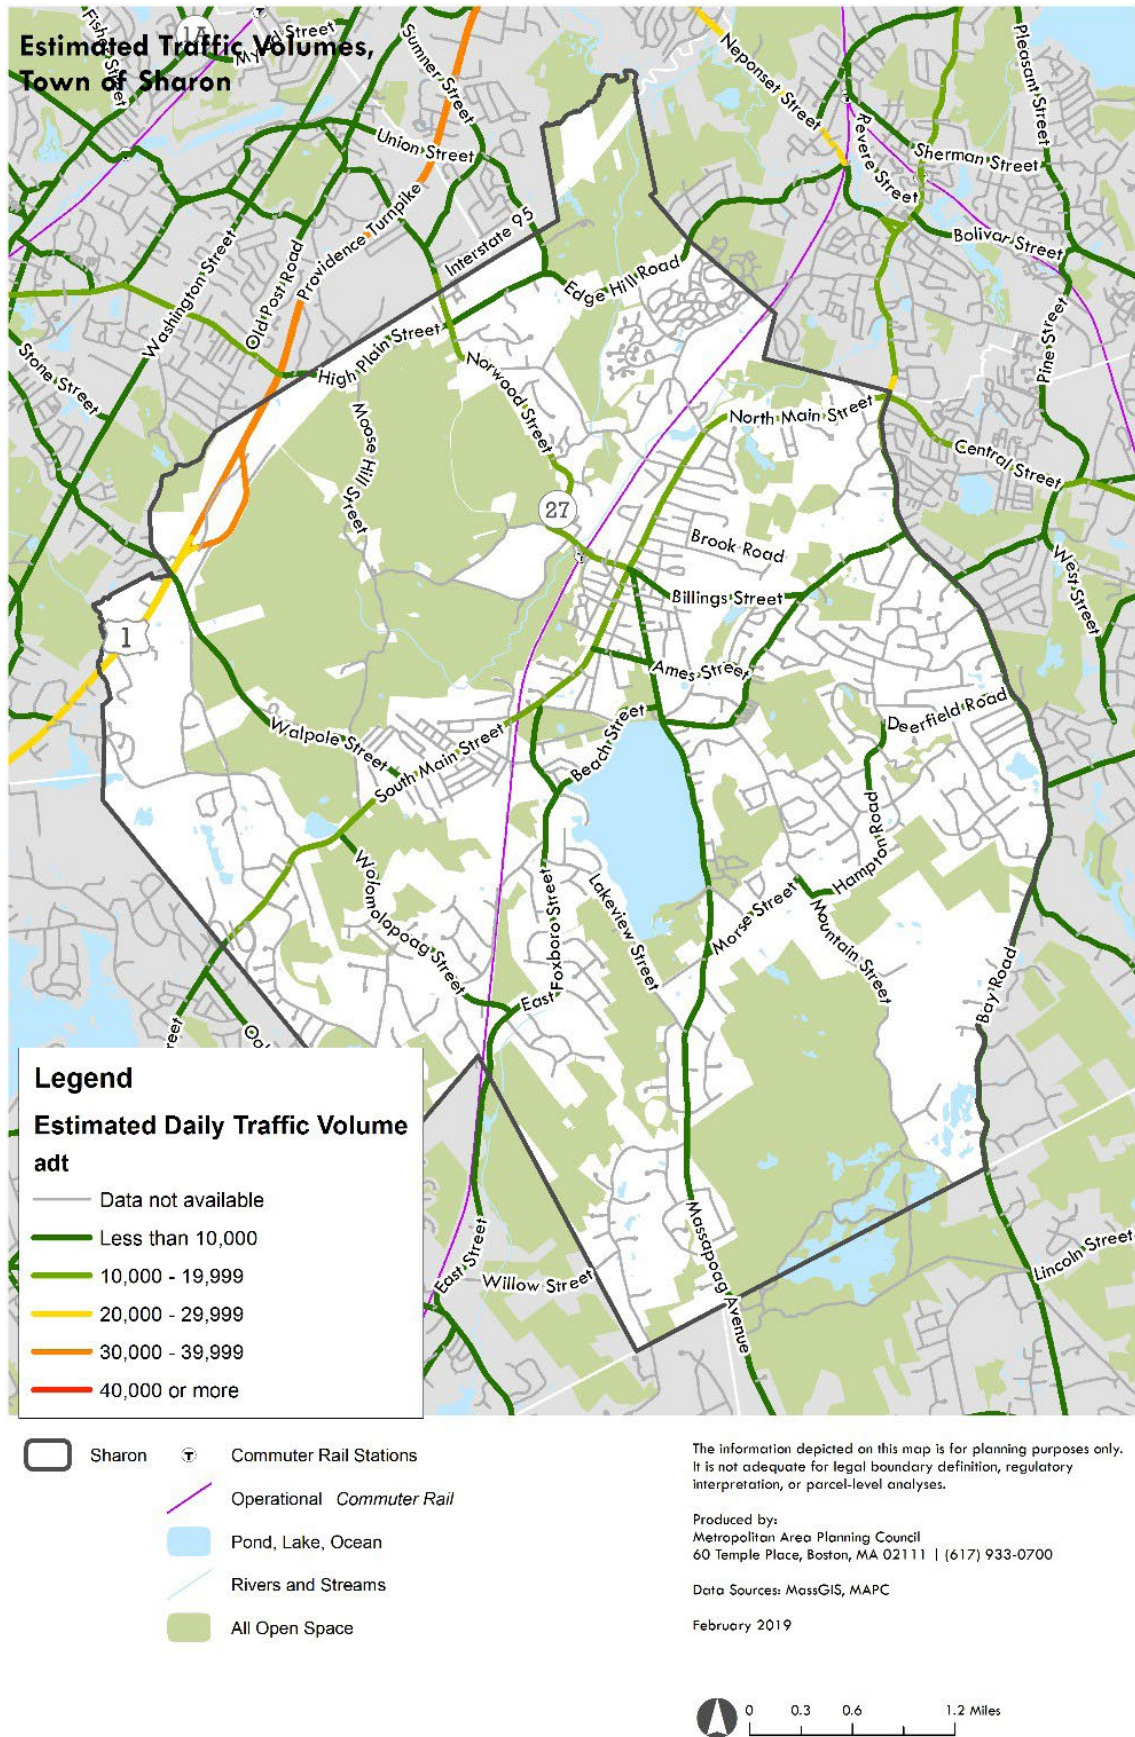 Estimated Traffic Volumes,
Town of Sharon
1A
Street
Sumner Street
Union Street
Neponset Street
Pleasant Street
Revere Street
Sherman Street
Bolivar Street
Pine Street
Interstate 95
Providence Turnpike
Old Post Road
Washington Street
Stone Street
Edge Hill Road
High Plain Street
Norwood Street
Moose Hill Street
North Main Street
Central Street
27
T
Brook Road
Billings Street
West Street
1
Ames Street
Deerfield Road
Walpole Street
South Main Street
Beach Street
Hampton Road
Wolomolopoag Street
East Foxboro Street
Lakeview Street
Morse Street
Mountain Street
Bay Road
Massapoag Avenue
East Street
Willow Street
Lincoln Street
Legend
Estimated Daily Traffic Volume
adt
Data not available
Less than 10,000
10,000 - 19,999
20,000 - 29,999
30,000 - 39,999
40,000 or more
Sharon
T Commuter Rail Stations
Operational Commuter Rail
Pond, Lake, Ocean
Rivers and Streams
All Open Space
The information depicted on this map is for planning purposes only.
It is not adequate for legal boundary definition, regulatory
interpretation, or parcel-level analyses.
Produced by:
Metropolitan Area Planning Council
60 Temple Place, Boston, MA 02111 | (617) 933-0700
Data Sources: MassGIS, MAPC
February 2019
0 0.3 0.6 1.2 Miles